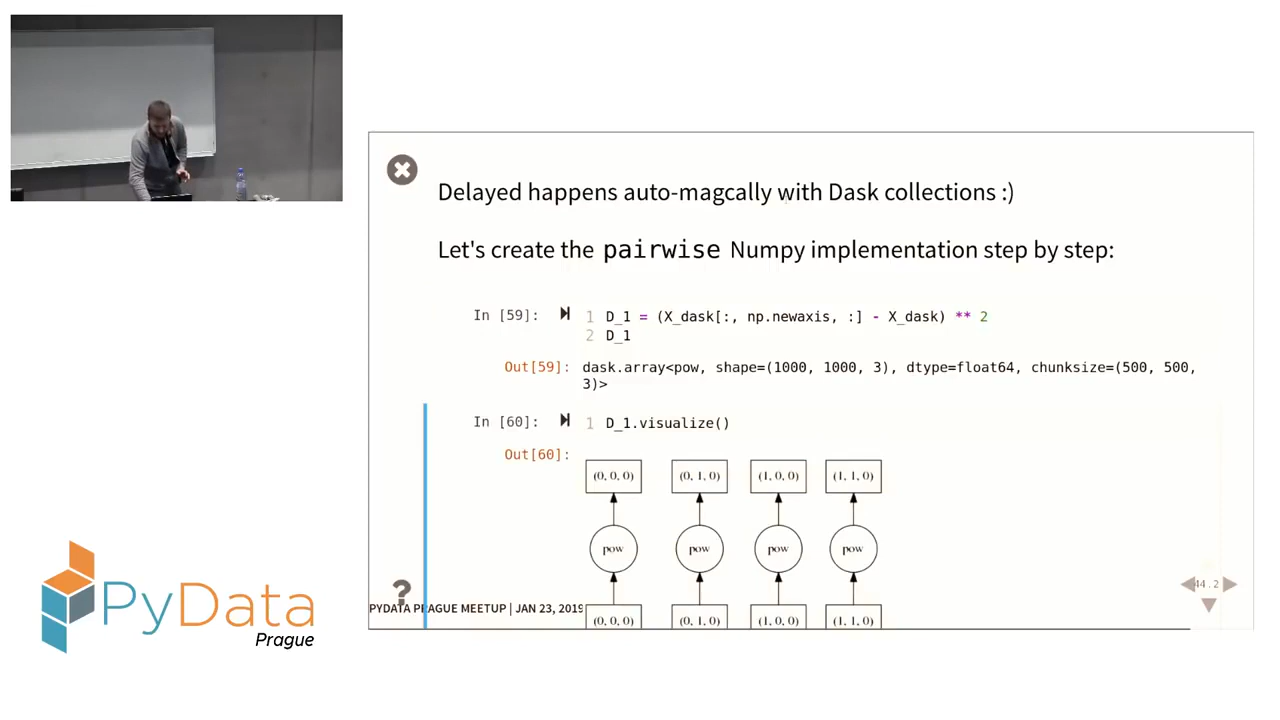 Delayed happens auto-magcally with Dask collections :)
Let's create the pairwise Numpy implementation step by step:
In [59]:
1 D_1 = (X_dask[:, np.newaxis, :] - X_dask) ** 2
2 D_1
Out[59]:
dask.array<pow, shape=(1000, 1000, 3), dtype=float64, chunksize=(500, 500,
3)>
In [60]:
1 D_1.visualize()
Out[60]:
(0, 0, 0) (0, 1, 0) (1, 0, 0) (1, 1, 0)
pow pow pow pow
(0, 0, 0) (0, 1, 0) (1, 0, 0) (1, 1, 0)
?
PYDATA PRAGUE MEETUP | JAN 23, 2019
44.2
PyData
Prague